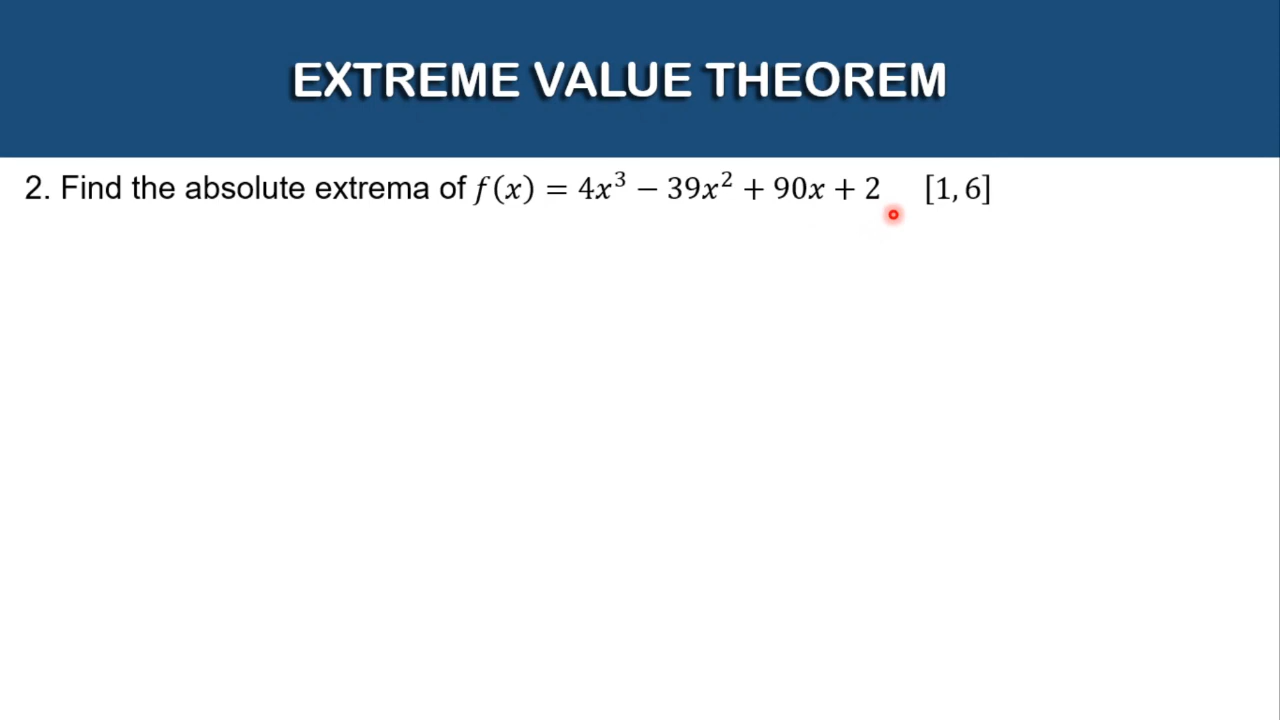 EXTREME VALUE THEOREM
2. Find the absolute extrema of f(x) = 4x³ − 39x² + 90x + 2 [1, 6]